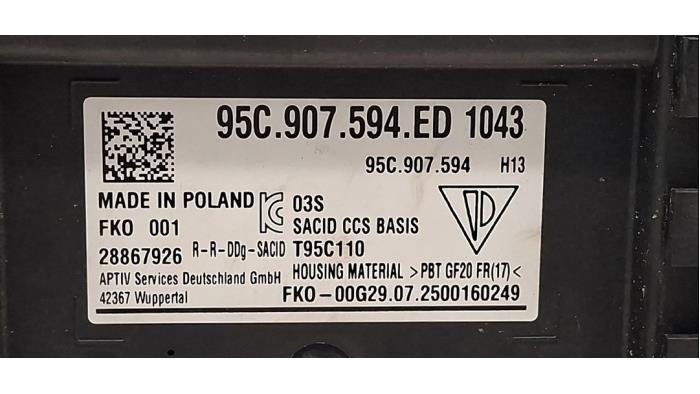 95C.907.594.ED 1043
95C.907.594 H13
MADE IN POLAND
03S
FKO 001
SACID CCS BASIS
28867926 R-R-DDg-SACID T95C110
APTIV Services Deutschland GmbH
HOUSING MATERIAL >PBT GF20 FR(17)<
42367 Wuppertal
FKO-00G29.07.2500160249